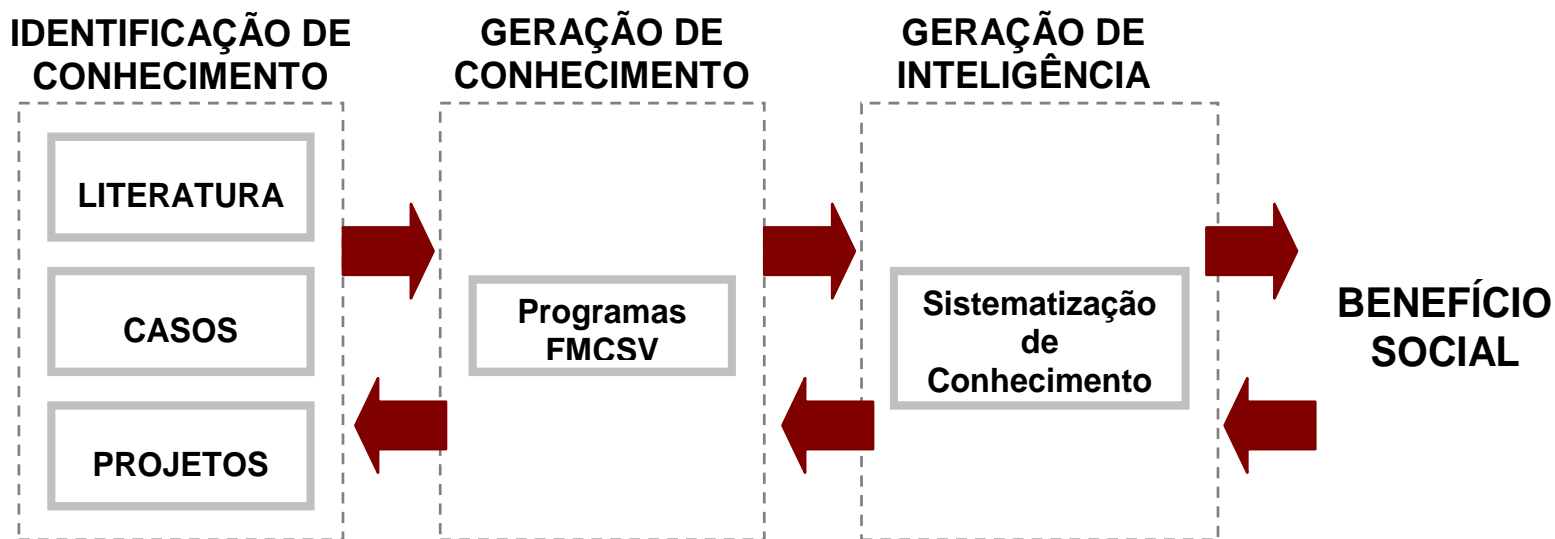 IDENTIFICAÇÃO DE
CONHECIMENTO
LITERATURA
CASOS
PROJETOS
GERAÇÃO DE
CONHECIMENTO
Programas
FMCSV
GERAÇÃO DE
INTELIGÊNCIA
Sistematização
de
Conhecimento
BENEFÍCIO
SOCIAL